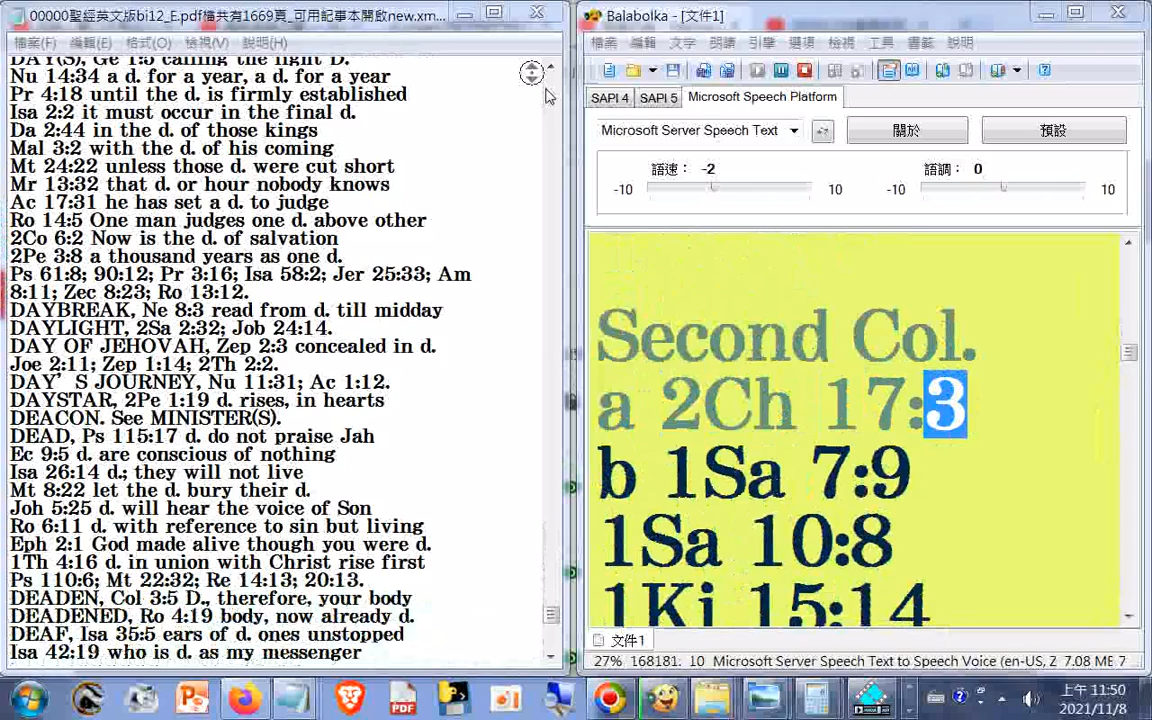 00000聖經英文版bi12_E.pdf檔共有1669頁_可用記事本開啟new.xm...
檔案(F) 編輯(E) 格式(O) 檢視(V) 說明(H)
DAY(S), Ge 1:5 calling the light D.
Nu 14:34 a d. for a year, a d. for a year
Pr 4:18 until the d. is firmly established
Isa 2:2 it must occur in the final d.
Da 2:44 in the d. of those kings
Mal 3:2 with the d. of his coming
Mt 24:22 unless those d. were cut short
Mr 13:32 that d. or hour nobody knows
Ac 17:31 he has set a d. to judge
Ro 14:5 One man judges one d. above other
2Co 6:2 Now is the d. of salvation
2Pe 3:8 a thousand years as one d.
Ps 61:8; 90:12; Pr 3:16; Isa 58:2; Jer 25:33; Am
8:11; Zec 8:23; Ro 13:12.
DAYBREAK, Ne 8:3 read from d. till midday
DAYLIGHT, 2Sa 2:32; Job 24:14.
DAY OF JEHOVAH, Zep 2:3 concealed in d.
Joe 2:11; Zep 1:14; 2Th 2:2.
DAY’S JOURNEY, Nu 11:31; Ac 1:12.
DAYSTAR, 2Pe 1:19 d. rises, in hearts
DEACON. See MINISTER(S).
DEAD, Ps 115:17 d. do not praise Jah
Ec 9:5 d. are conscious of nothing
Isa 26:14 d.; they will not live
Mt 8:22 let the d. bury their d.
Joh 5:25 d. will hear the voice of Son
Ro 6:11 d. with reference to sin but living
Eph 2:1 God made alive though you were d.
1Th 4:16 d. in union with Christ rise first
Ps 110:6; Mt 22:32; Re 14:13; 20:13.
DEADEN, Col 3:5 D., therefore, your body
DEADENED, Ro 4:19 body, now already d.
DEAF, Isa 35:5 ears of d. ones unstopped
Isa 42:19 who is d. as my messenger
Balabolka - [文件1]
檔案 編輯 文字 朗讀 引擎 選項 檢視 工具 書籤 說明
SAPI 4 SAPI 5 Microsoft Speech Platform
Microsoft Server Speech Text 關於 預設
語速： -2 語調： 0
-10 10 -10 10
Second Col.
a 2Ch 17:3
b 1Sa 7:9
1Sa 10:8
1Ki 15:14
文件1
27% 168181. 10 Microsoft Server Speech Text to Speech Voice (en-US, Z 7.08 MB 7
PDF
上午 11:50
2021/11/8